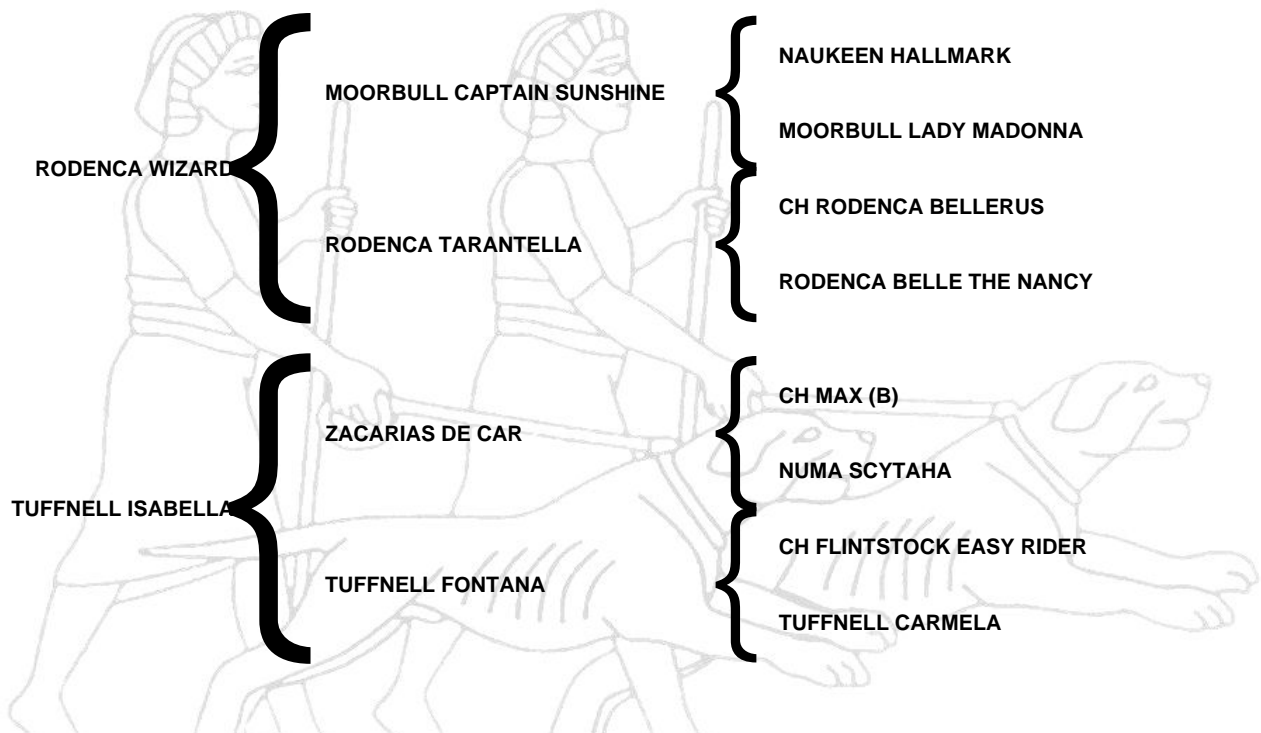 NAUKEEN HALLMARK
MOORBULL CAPTAIN SUNSHINE
MOORBULL LADY MADONNA
RODENCA WIZARD
CH RODENCA BELLERUS
RODENCA TARANTELLA
RODENCA BELLE THE NANCY
CH MAX (B)
ZACARIAS DE CAR
NUMA SCYTAHA
TUFFNELL ISABELLA
CH FLINTSTOCK EASY RIDER
TUFFNELL FONTANA
TUFFNELL CARMELA